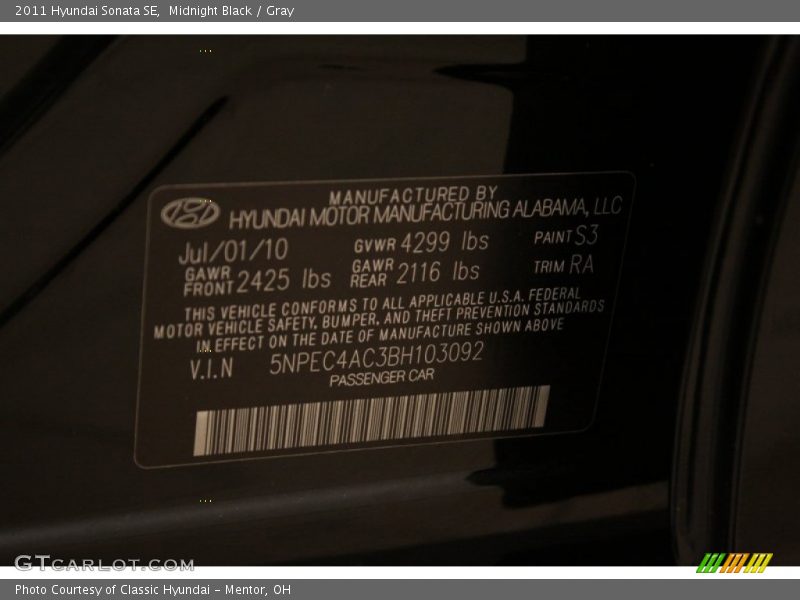 2011 Hyundai Sonata SE,  Midnight Black / Gray
MANUFACTURED BY
HYUNDAI MOTOR MANUFACTURING ALABAMA, LLC
Jul/01/10 GVWR 4299 lbs PAINT S3
GAWR FRONT 2425 lbs GAWR REAR 2116 lbs TRIM RA
THIS VEHICLE CONFORMS TO ALL APPLICABLE U.S.A. FEDERAL
MOTOR VEHICLE SAFETY, BUMPER, AND THEFT PREVENTION STANDARDS
IN EFFECT ON THE DATE OF MANUFACTURE SHOWN ABOVE
V.I.N 5NPEC4AC3BH103092
PASSENGER CAR
GTCARLOT.COM
Photo Courtesy of Classic Hyundai - Mentor, OH